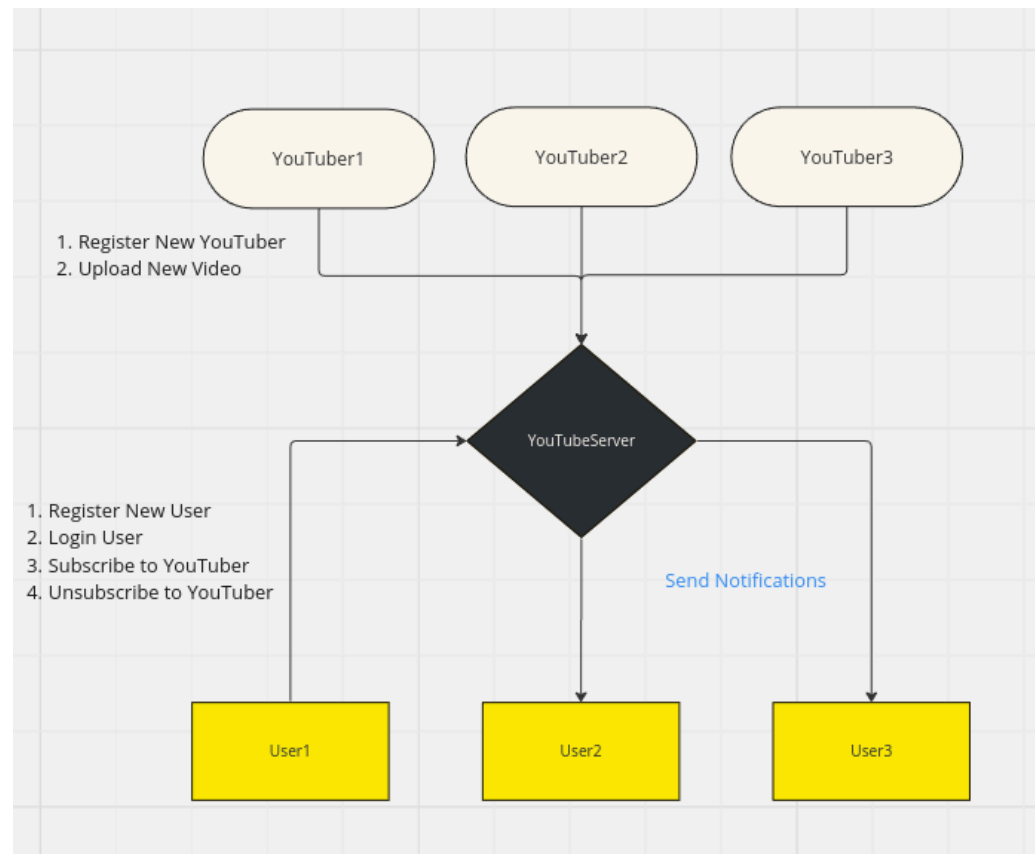 YouTuber1
YouTuber2
YouTuber3
1. Register New YouTuber
2. Upload New Video
YouTubeServer
1. Register New User
2. Login User
3. Subscribe to YouTuber
4. Unsubscribe to YouTuber
Send Notifications
User1
User2
User3